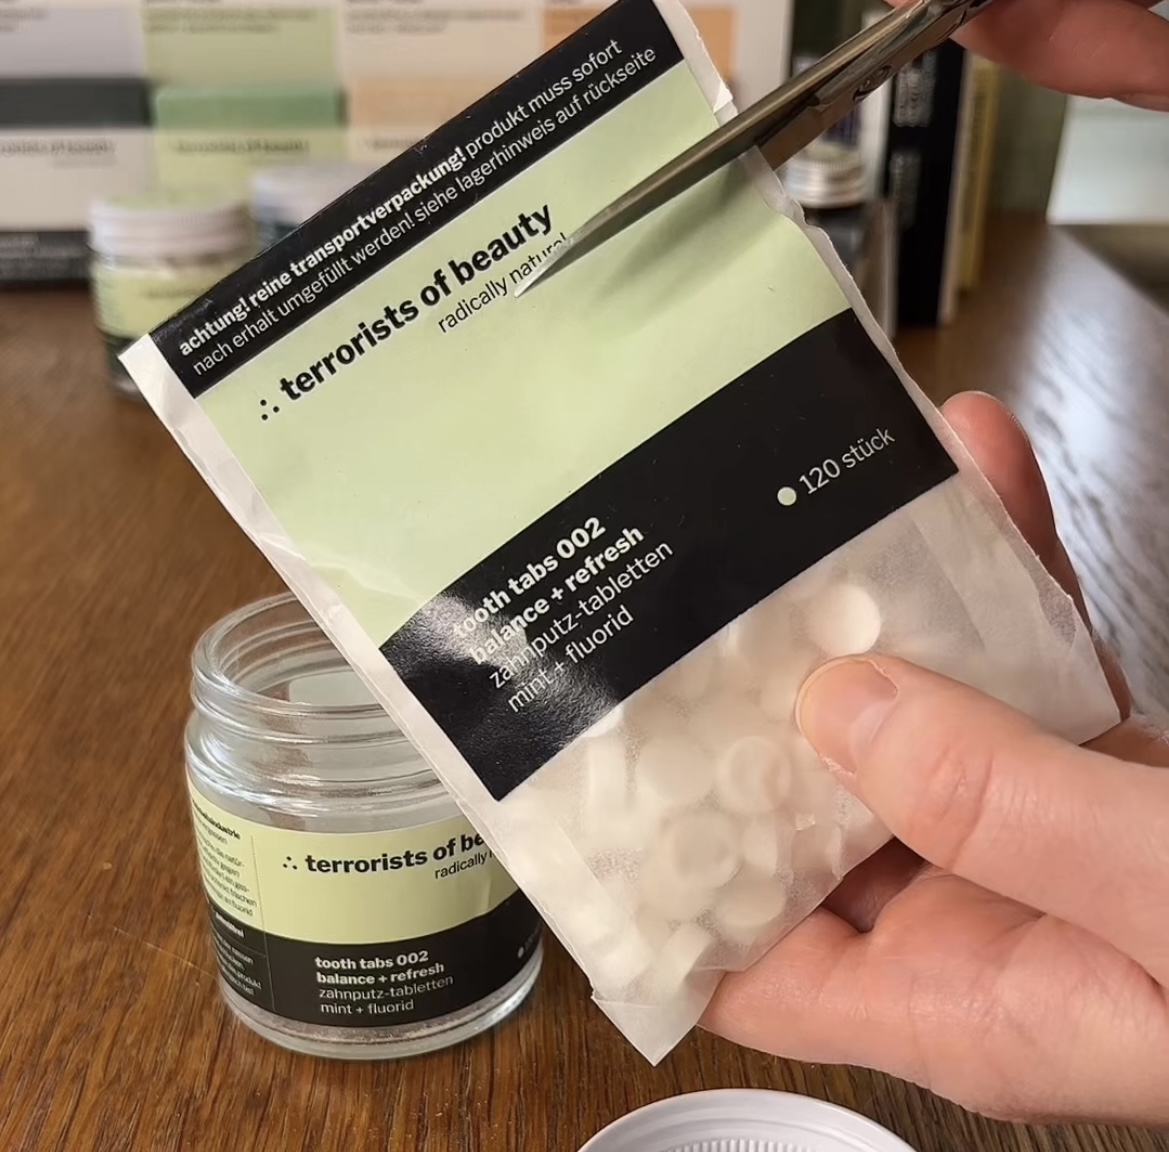 achtung! reine transportverpackung! produkt muss sofort
nach erhalt umgefüllt werden! siehe lagerhinweis auf rückseite
∴ terrorists of beauty
radically natural
120 stück
tooth tabs 002
balance + refresh
zahnputz-tabletten
mint + fluorid
∴ terrorists of be
radically
tooth tabs 002
balance + refresh
zahnputz-tabletten
mint + fluorid